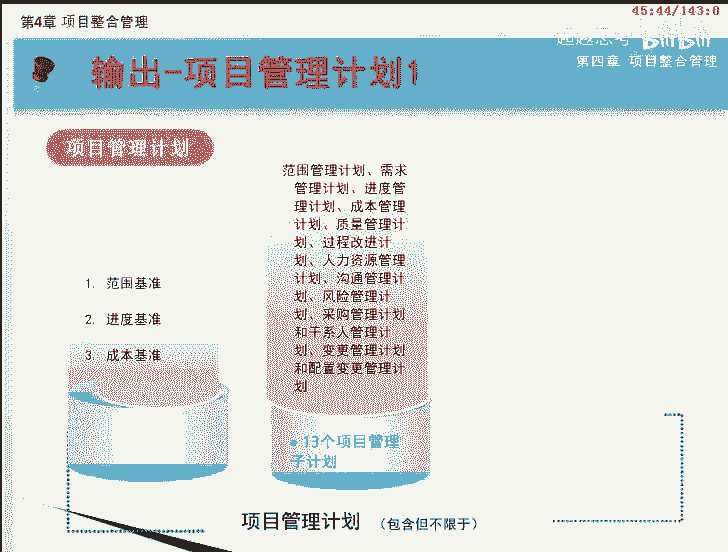 45:44/143:0
第4章 项目整合管理
第四章 项目整合管理
输出-项目管理计划1
项目管理计划
1. 范围基准
2. 进度基准
3. 成本基准
范围管理计划、需求
管理计划、进度管
理计划、成本管理
计划、质量管理计
划、过程改进计
划、人力资源管理
计划、沟通管理计
划、风险管理计
划、采购管理计划
和干系人管理计
划、变更管理计划
和配置变更管理计
划
13个项目管理
子计划
项目管理计划 （包含但不限于）